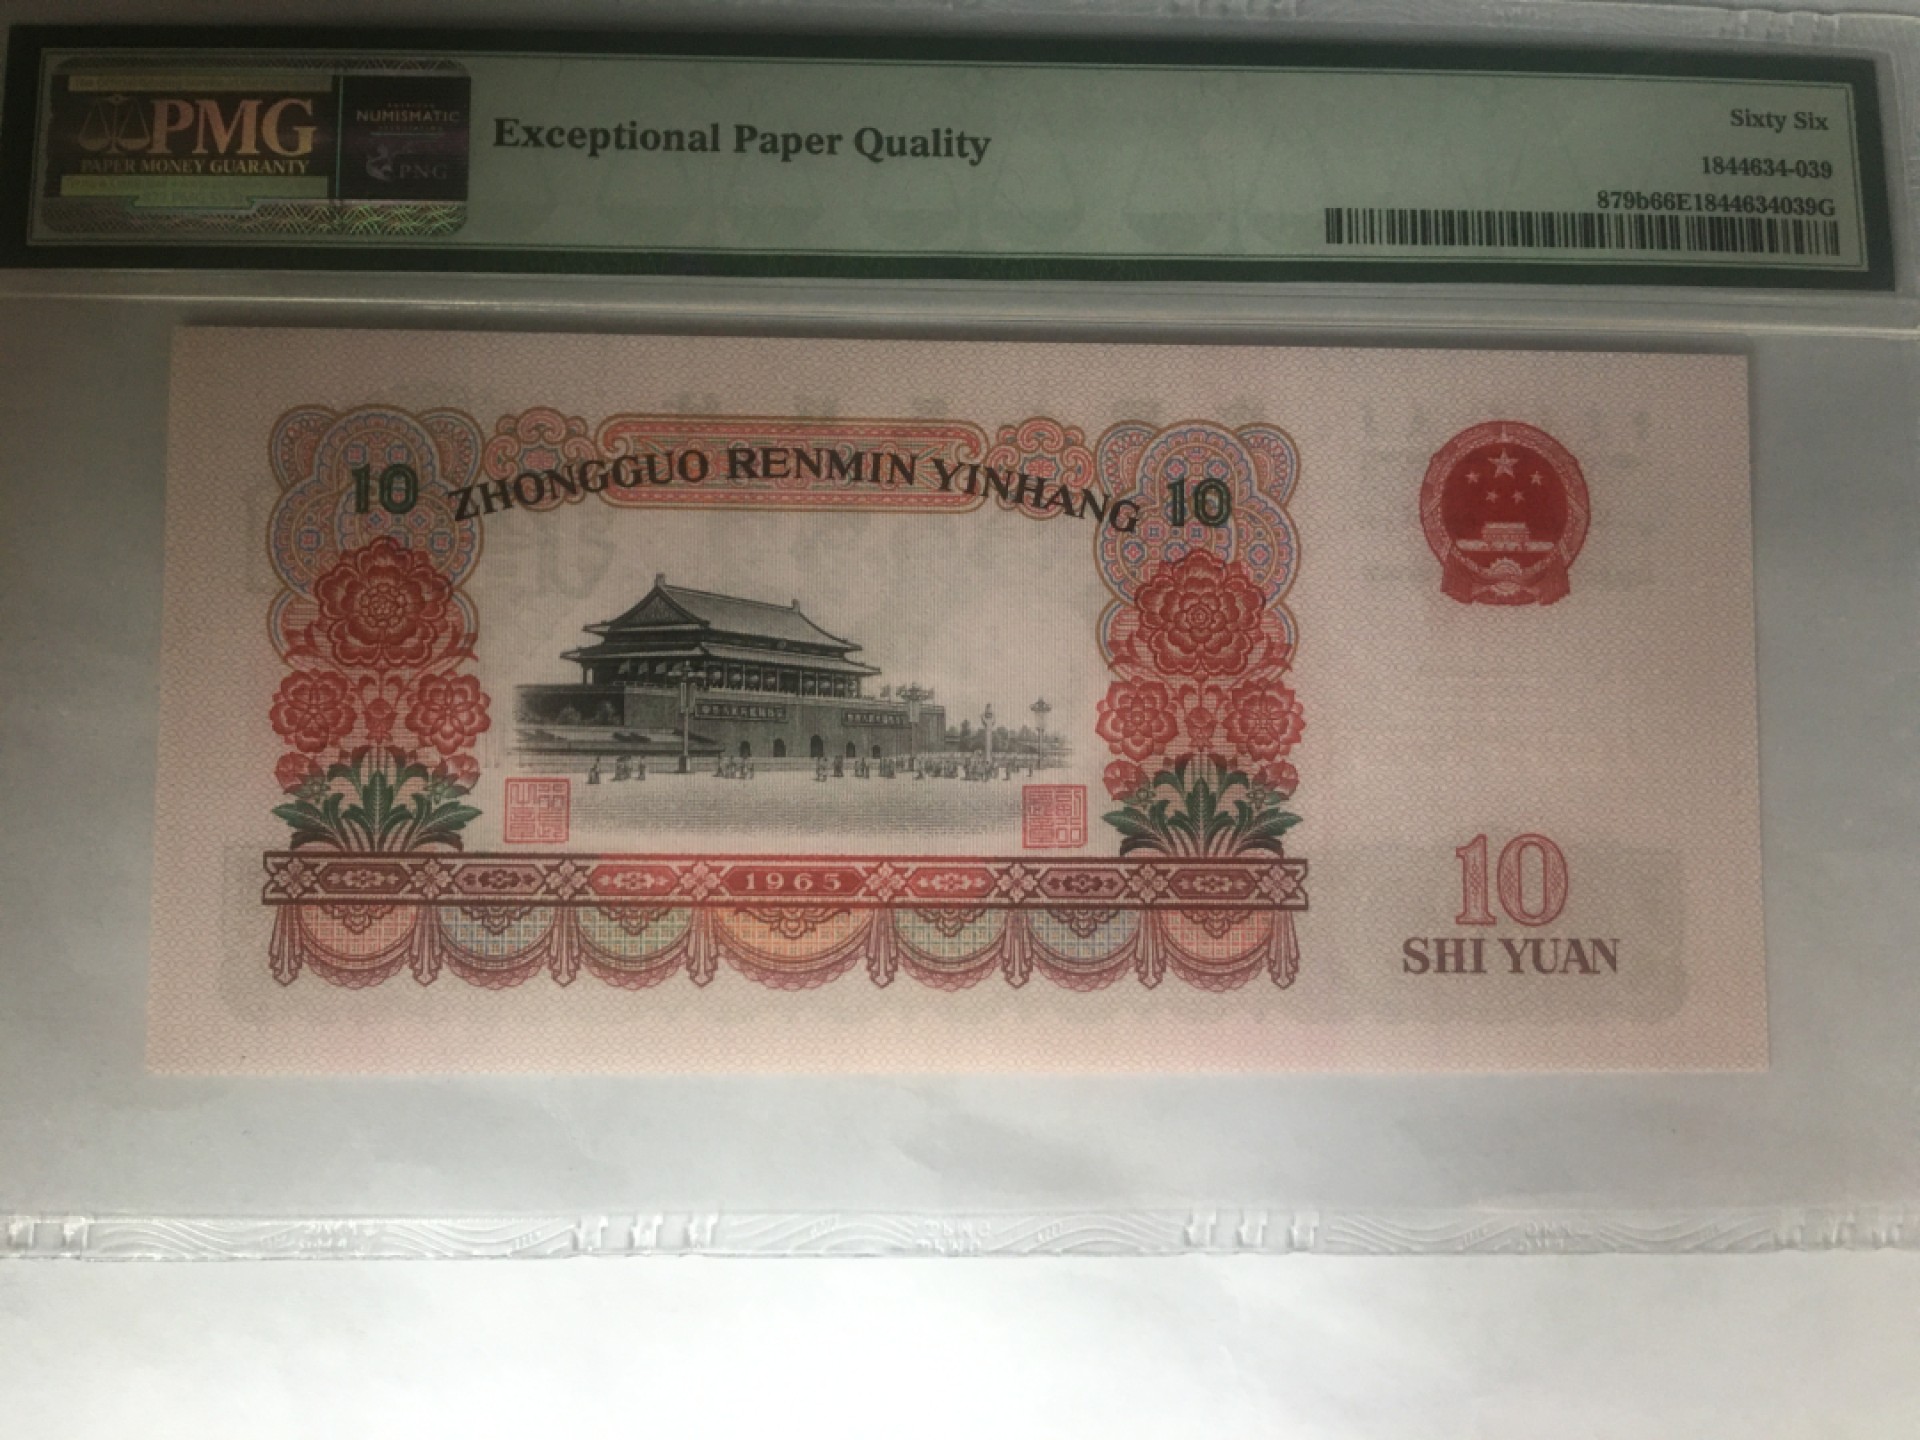 PMG
PAPER MONEY GUARANTY
NUMISMATIC
PNG
Exceptional Paper Quality
Sixty Six
1844634-039
879b66E1844634039G
10 ZHONGGUO RENMIN YINHANG 10
1965
10
SHI YUAN